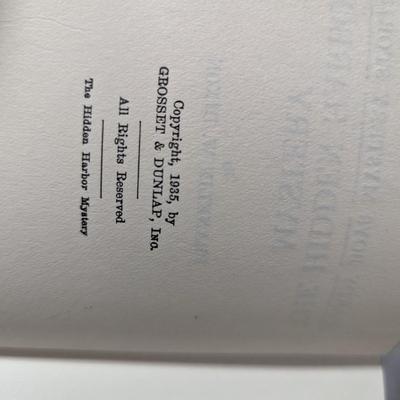 Copyright, 1935, by
GROSSET & DUNLAP, INC.
All Rights Reserved
The Hidden Harbor Mystery